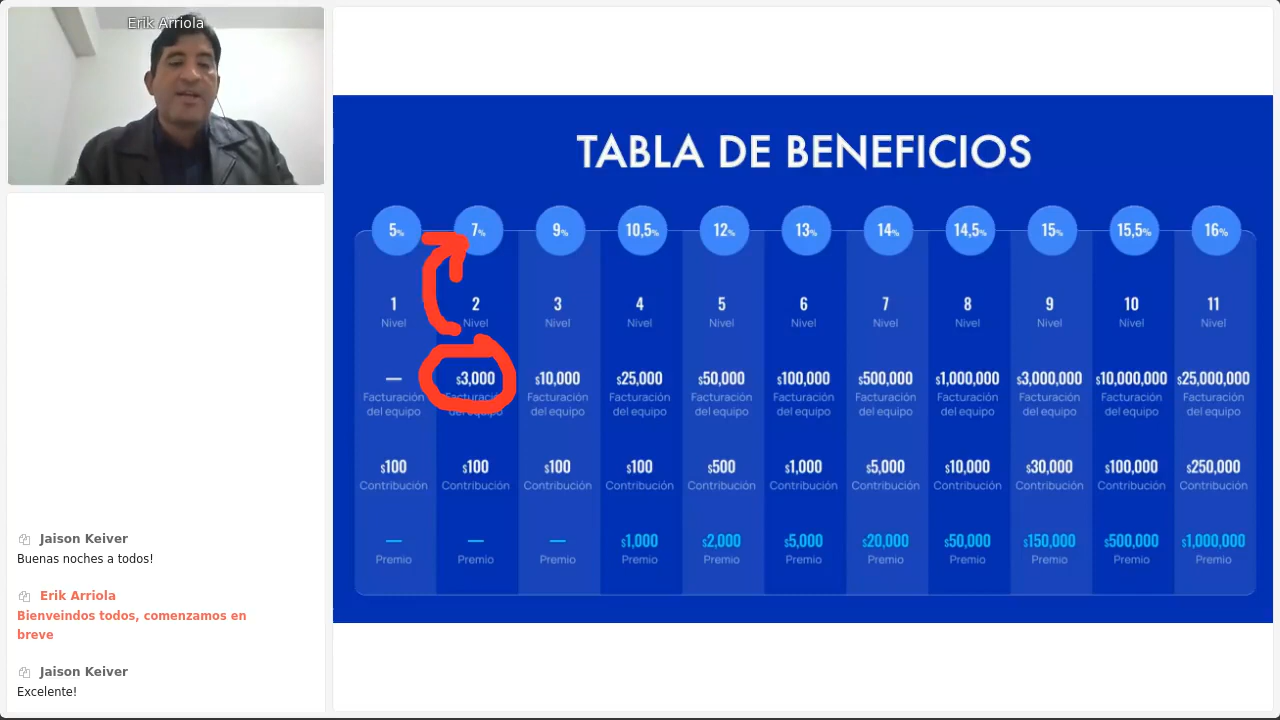 Erik Arriola
TABLA DE BENEFICIOS
5% 7% 9% 10,5% 12% 13% 14% 14,5% 15% 15,5% 16%
1 2 3 4 5 6 7 8 9 10 11
Nivel Nivel Nivel Nivel Nivel Nivel Nivel Nivel Nivel Nivel Nivel
— $3,000 $10,000 $25,000 $50,000 $100,000 $500,000 $1,000,000 $3,000,000 $10,000,000 $25,000,000
Facturación Facturación Facturación Facturación Facturación Facturación Facturación Facturación Facturación Facturación Facturación
del equipo del equipo del equipo del equipo del equipo del equipo del equipo del equipo del equipo del equipo del equipo
$100 $100 $100 $100 $500 $1,000 $5,000 $10,000 $30,000 $100,000 $250,000
Contribución Contribución Contribución Contribución Contribución Contribución Contribución Contribución Contribución Contribución Contribución
— — — $1,000 $2,000 $5,000 $20,000 $50,000 $150,000 $500,000 $1,000,000
Premio Premio Premio Premio Premio Premio Premio Premio Premio Premio Premio
Jaison Keiver
Buenas noches a todos!
Erik Arriola
Bienveindos todos, comenzamos en
breve
Jaison Keiver
Excelente!